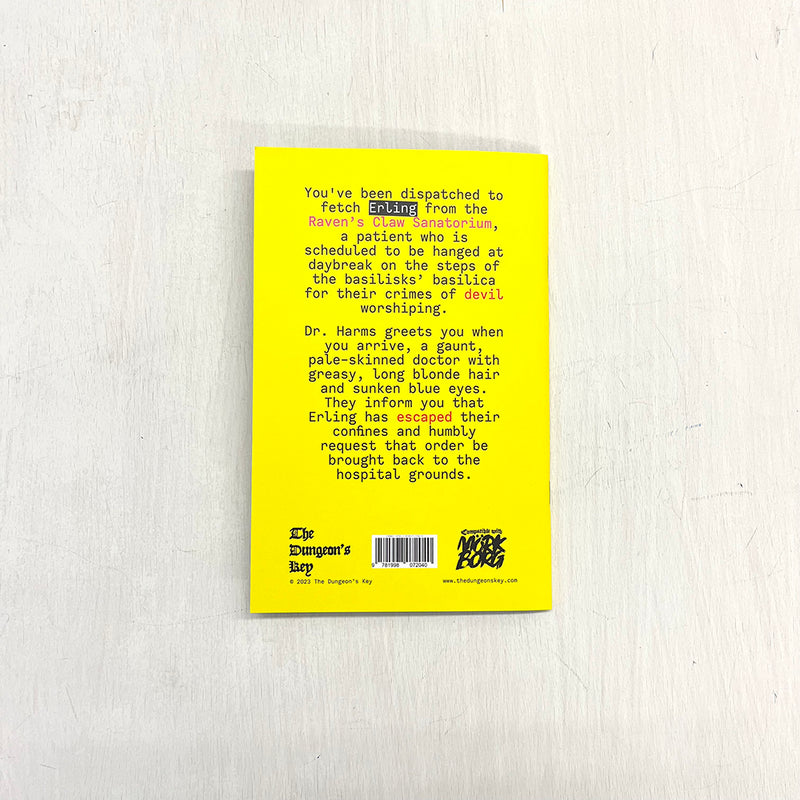 You've been dispatched to
fetch Erling from the
Raven's Claw Sanatorium,
a patient who is
scheduled to be hanged at
daybreak on the steps of
the basilisks' basilica
for their crimes of devil
worshiping.
Dr. Harms greets you when
you arrive, a gaunt,
pale-skinned doctor with
greasy, long blonde hair
and sunken blue eyes.
They inform you that
Erling has escaped their
confines and humbly
request that order be
brought back to the
hospital grounds.
The
Dungeon's
Key
© 2023 The Dungeon's Key
9 781998 072040
Compatible with
MÖRK
BORG
www.thedungeonskey.com